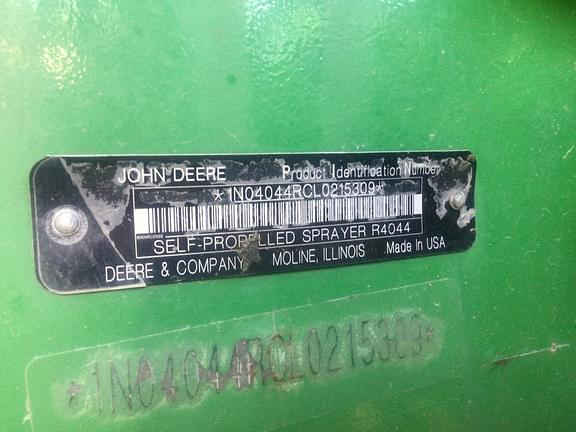 JOHN DEERE Product Identification Number
*1N04044RCL0215309*
SELF-PROPELLED SPRAYER R4044
DEERE & COMPANY MOLINE, ILLINOIS Made In USA
*1N04044RCL0215309*